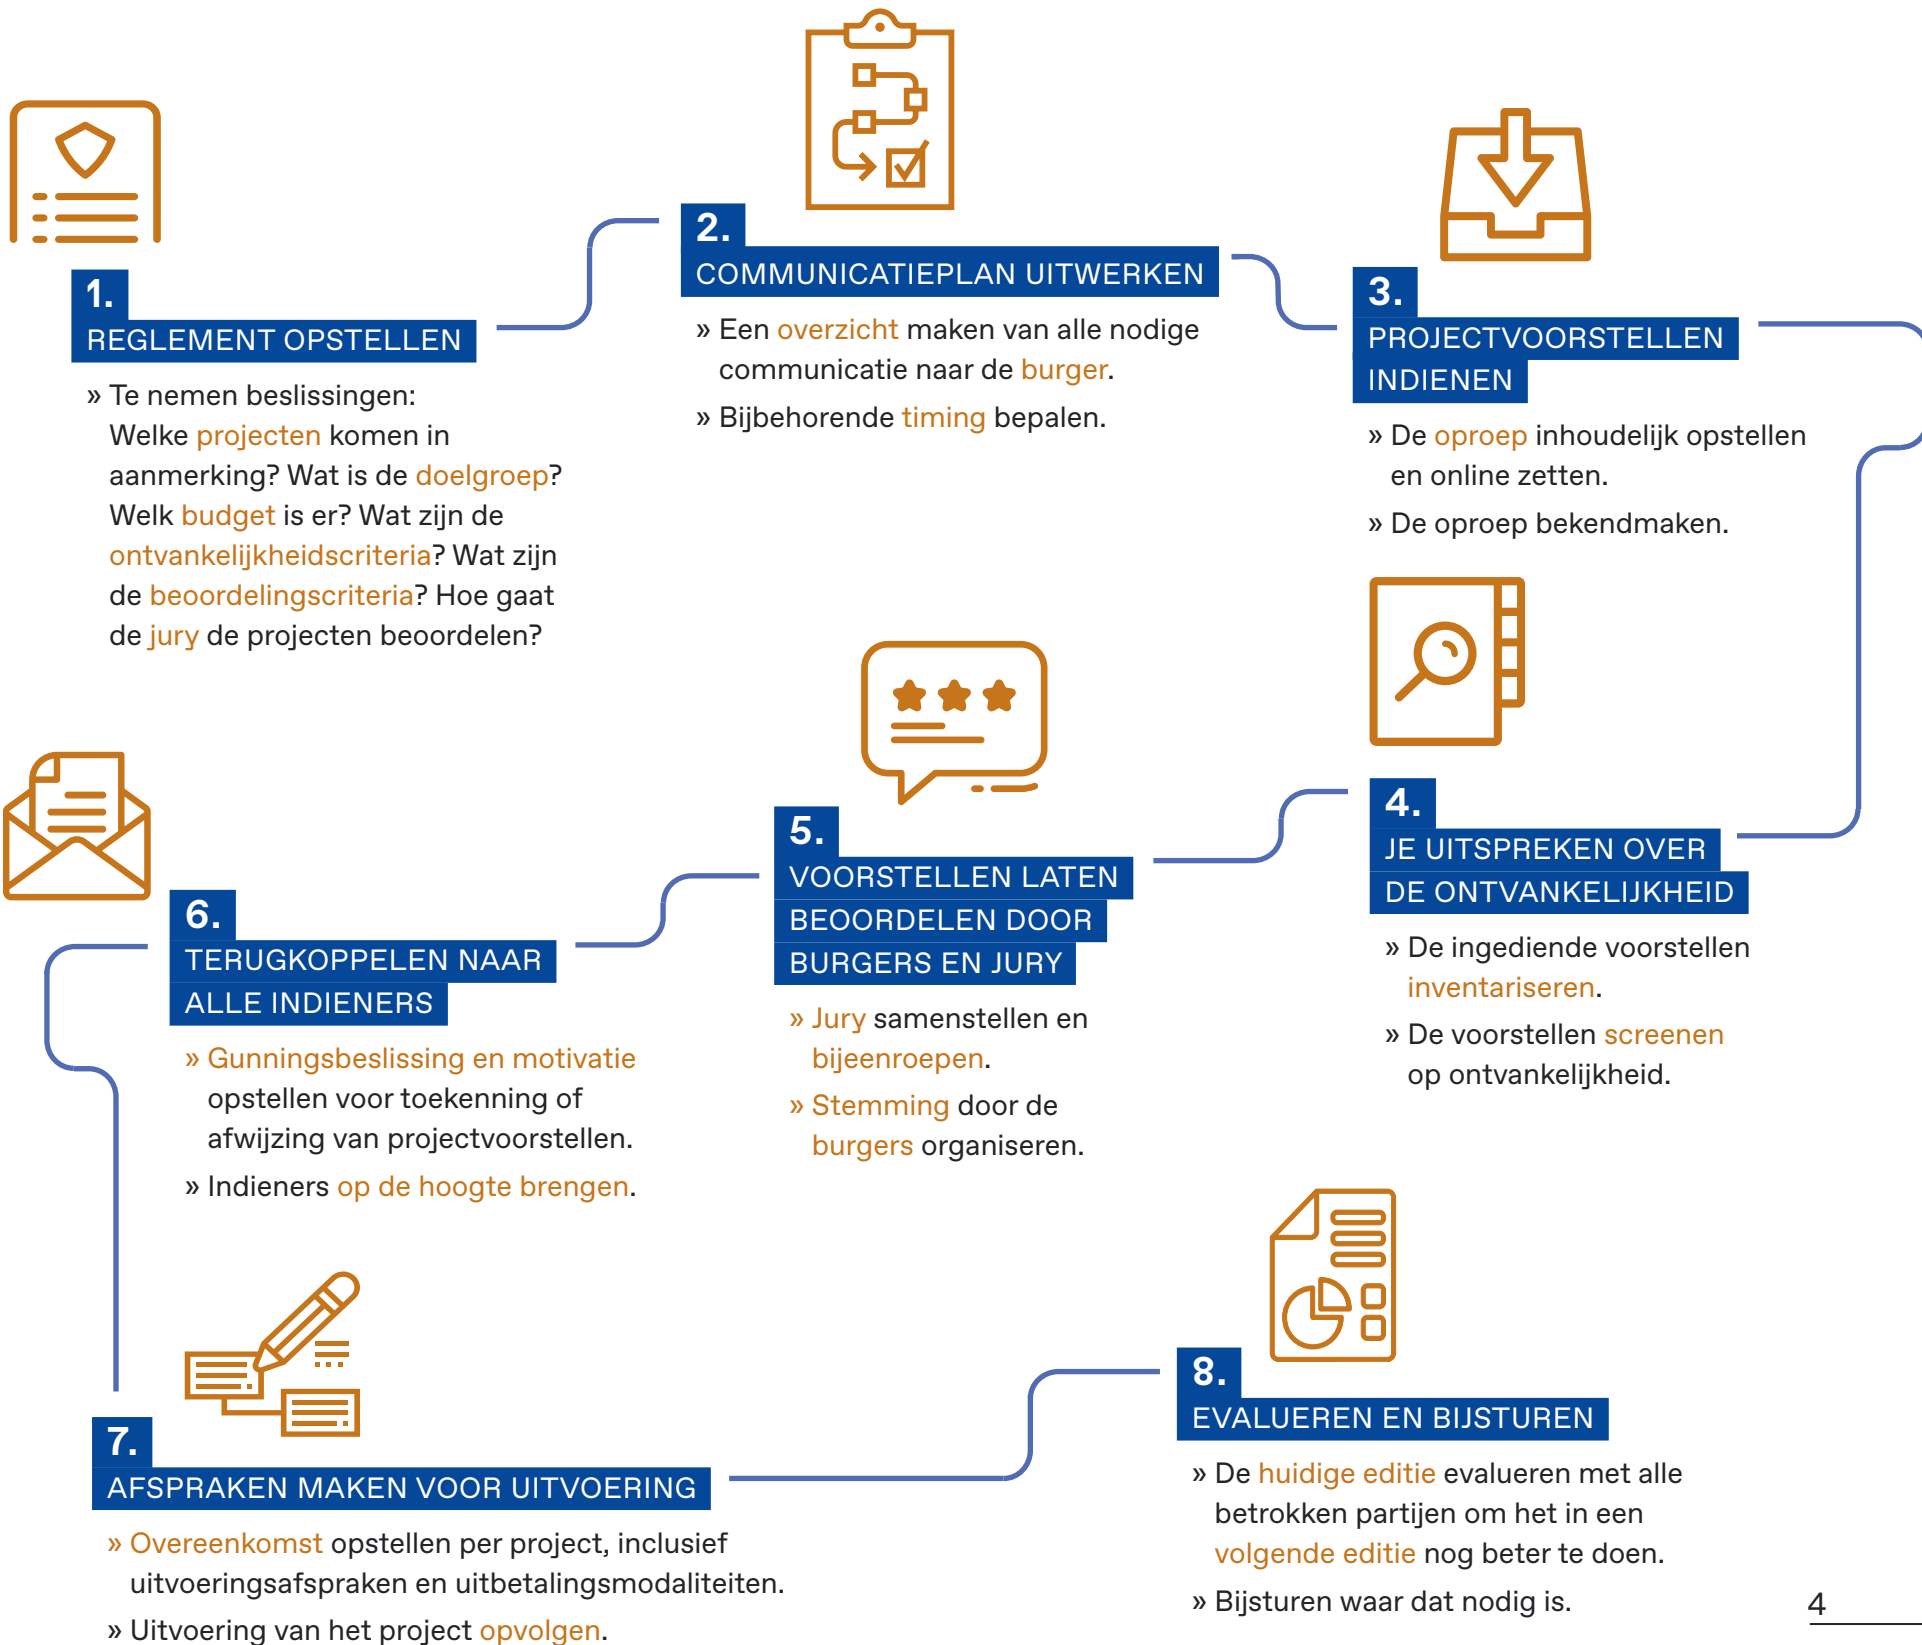 1.
REGLEMENT OPSTELLEN
» Te nemen beslissingen:
Welke projecten komen in
aanmerking? Wat is de doelgroep?
Welk budget is er? Wat zijn de
ontvankelijkheidscriteria? Wat zijn
de beoordelingscriteria? Hoe gaat
de jury de projecten beoordelen?
2.
COMMUNICATIEPLAN UITWERKEN
» Een overzicht maken van alle nodige
communicatie naar de burger.
» Bijbehorende timing bepalen.
3.
PROJECTVOORSTELLEN
INDIENEN
» De oproep inhoudelijk opstellen
en online zetten.
» De oproep bekendmaken.
4.
JE UITSPREKEN OVER
DE ONTVANKELIJKHEID
» De ingediende voorstellen
inventariseren.
» De voorstellen screenen
op ontvankelijkheid.
5.
VOORSTELLEN LATEN
BEOORDELEN DOOR
BURGERS EN JURY
» Jury samenstellen en
bijeenroepen.
» Stemming door de
burgers organiseren.
6.
TERUGKOPPELEN NAAR
ALLE INDIENERS
» Gunningsbeslissing en motivatie
opstellen voor toekenning of
afwijzing van projectvoorstellen.
» Indieners op de hoogte brengen.
7.
AFSPRAKEN MAKEN VOOR UITVOERING
» Overeenkomst opstellen per project, inclusief
uitvoeringsafspraken en uitbetalingsmodaliteiten.
» Uitvoering van het project opvolgen.
8.
EVALUEREN EN BIJSTUREN
» De huidige editie evalueren met alle
betrokken partijen om het in een
volgende editie nog beter te doen.
» Bijsturen waar dat nodig is.
4